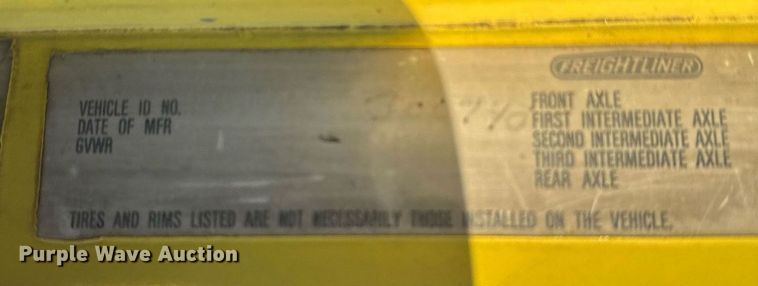 FREIGHTLINER
VEHICLE ID NO.
DATE OF MFR
GVWR
FRONT AXLE
FIRST INTERMEDIATE AXLE
SECOND INTERMEDIATE AXLE
THIRD INTERMEDIATE AXLE
REAR AXLE
TIRES AND RIMS LISTED ARE NOT NECESSARILY THOSE INSTALLED ON THE VEHICLE.
Purple Wave Auction